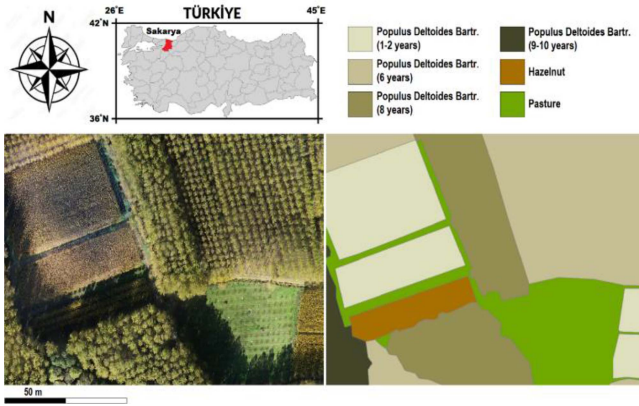 N
TÜRKİYE
26˚E
45˚E
42˚N
36˚N
Sakarya
Populus Deltoides Bartr.
(1-2 years)
Populus Deltoides Bartr.
(6 years)
Populus Deltoides Bartr.
(8 years)
Populus Deltoides Bartr.
(9-10 years)
Hazelnut
Pasture
50 m